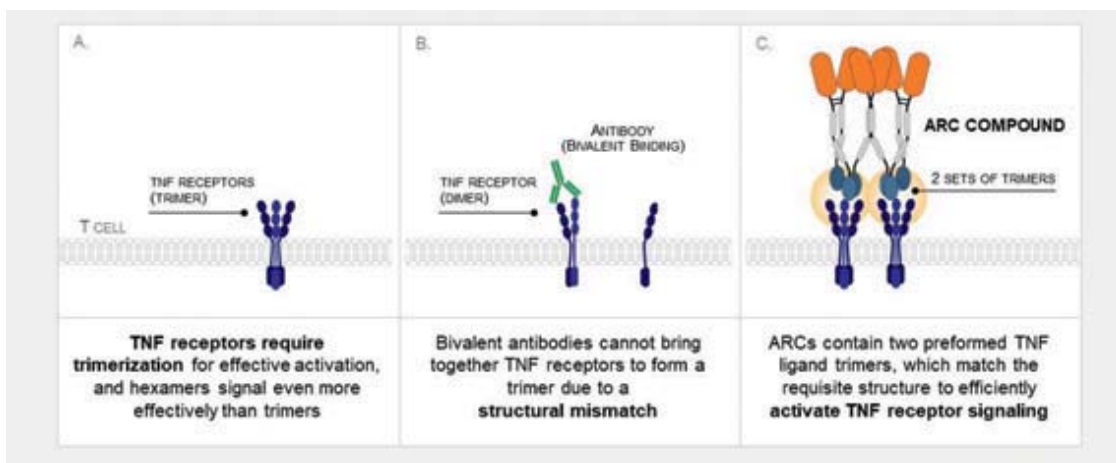 A.
TNF RECEPTORS
(TRIMER)
T CELL
TNF receptors require
trimerization for effective activation,
and hexamers signal even more
effectively than trimers
B.
ANTIBODY
(BIVALENT BINDING)
TNF RECEPTOR
(DIMER)
Bivalent antibodies cannot bring
together TNF receptors to form a
trimer due to a
structural mismatch
C.
ARC COMPOUND
2 SETS OF TRIMERS
ARCs contain two preformed TNF
ligand trimers, which match the
requisite structure to efficiently
activate TNF receptor signaling